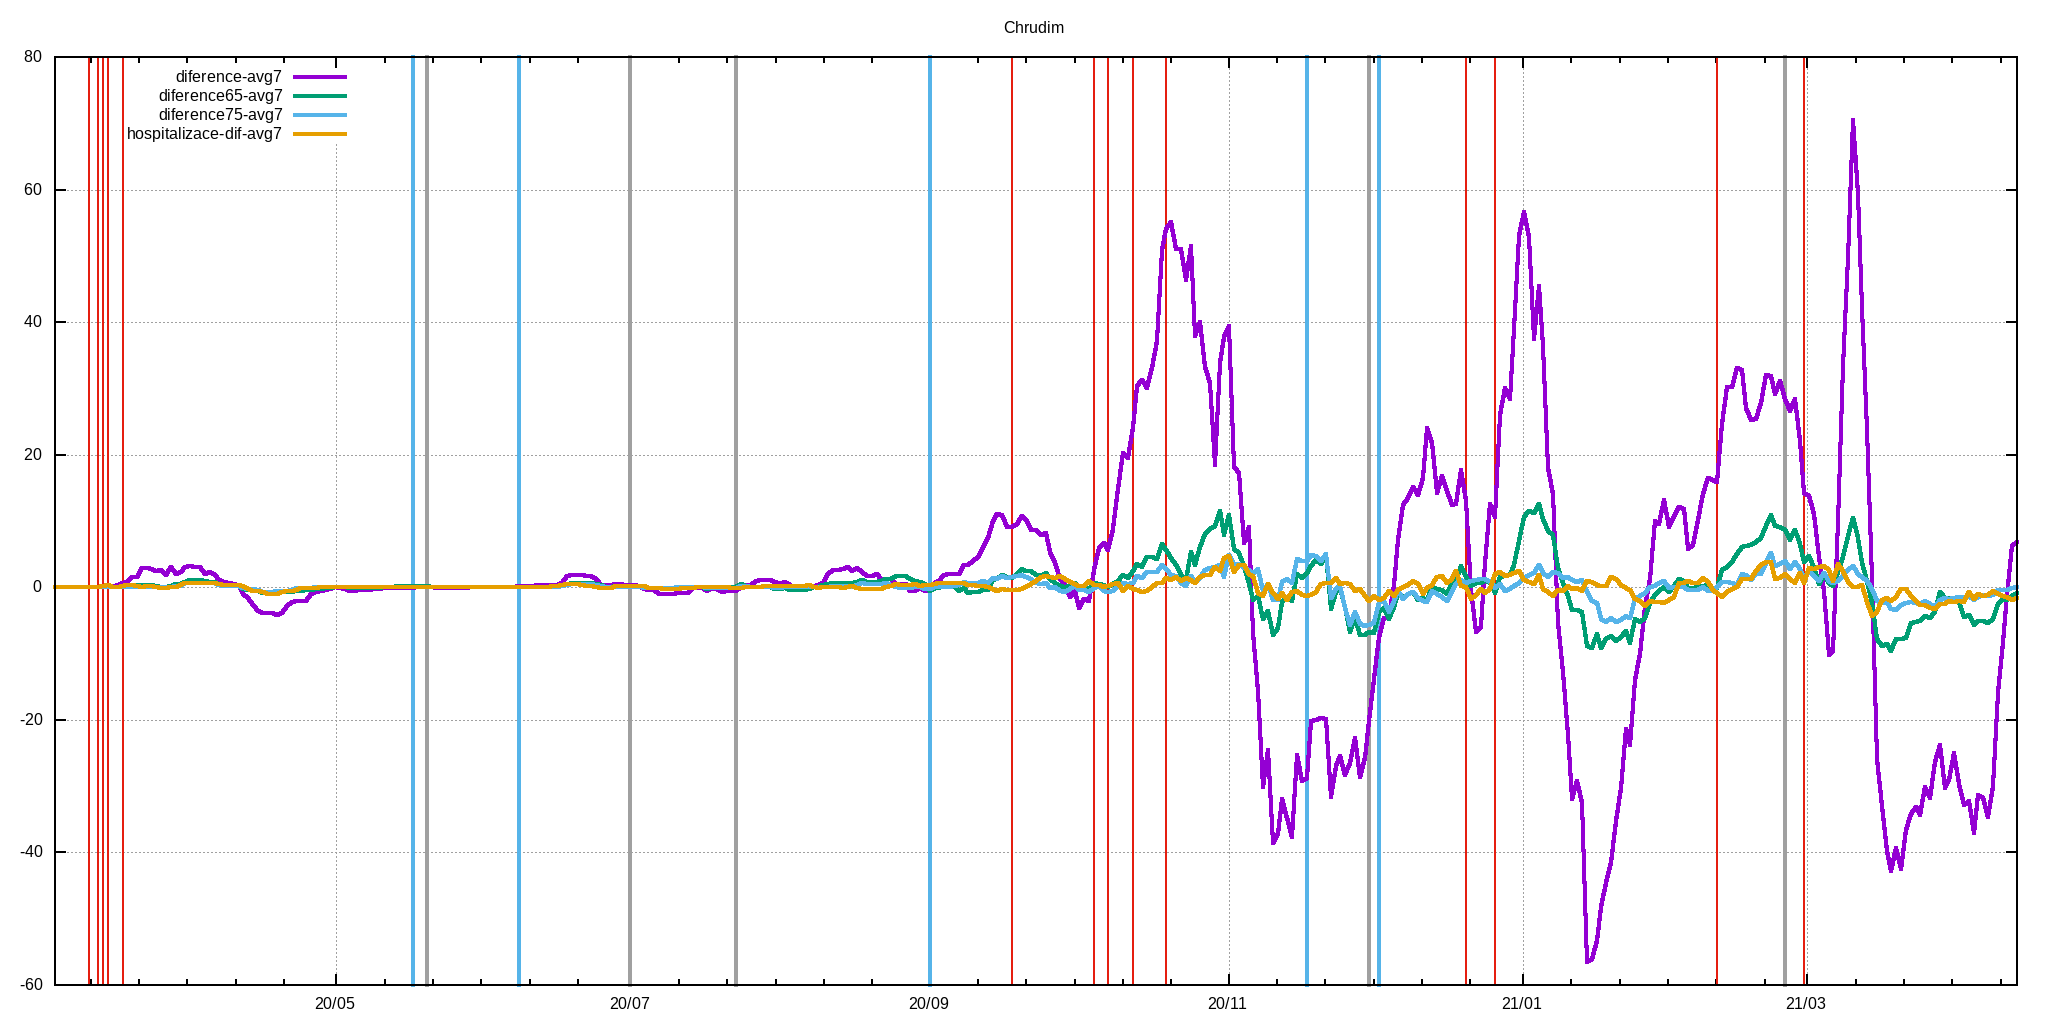 Chrudim
80
60
40
20
0
-20
-40
-60
diference-avg7
diference65-avg7
diference75-avg7
hospitalizace-dif-avg7
20/05
20/07
20/09
20/11
21/01
21/03